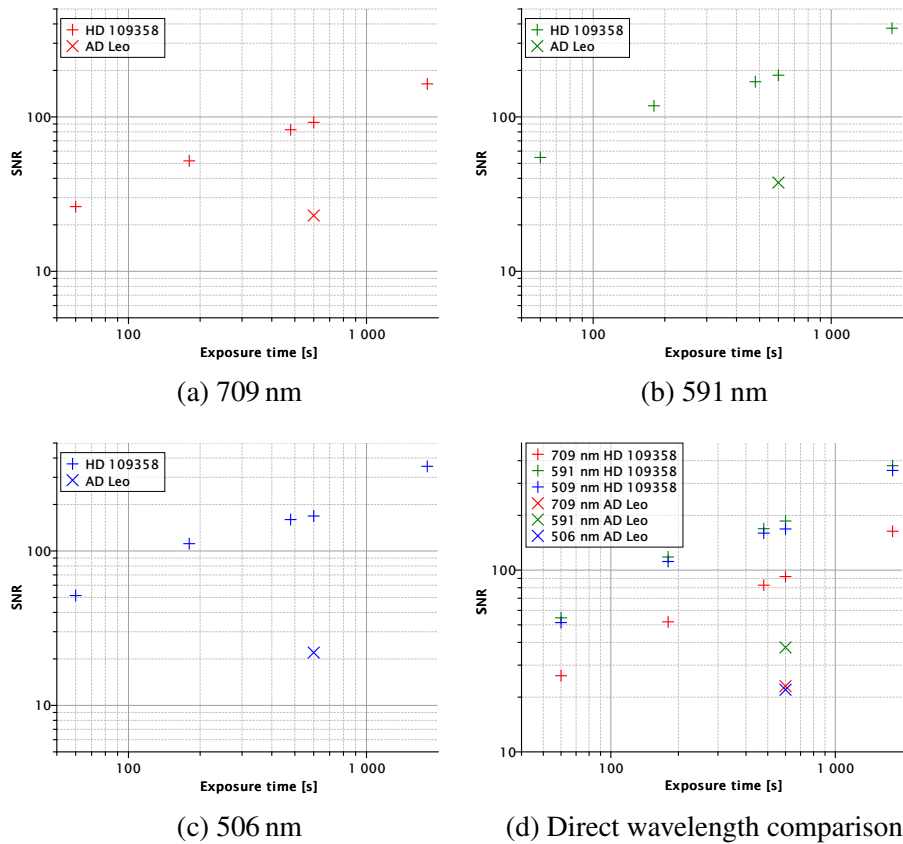 HD 109358
AD Leo
100
10
SNR
100
1 000
Exposure time [s]
(a) 709 nm
HD 109358
AD Leo
100
10
SNR
100
1 000
Exposure time [s]
(b) 591 nm
HD 109358
AD Leo
100
10
SNR
100
1 000
Exposure time [s]
(c) 506 nm
709 nm HD 109358
591 nm HD 109358
509 nm HD 109358
709 nm AD Leo
591 nm AD Leo
506 nm AD Leo
100
10
SNR
100
1 000
Exposure time [s]
(d) Direct wavelength comparison